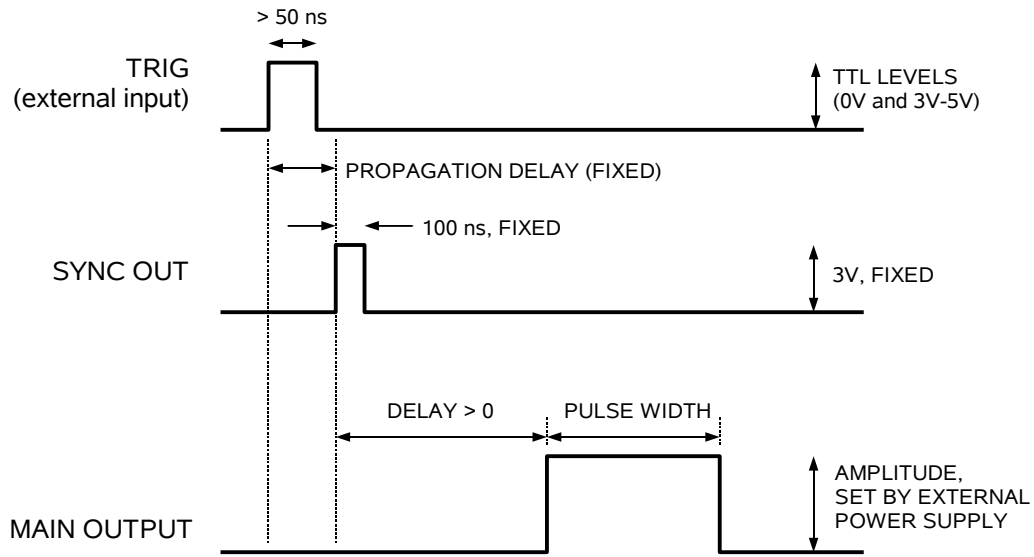 > 50 ns
TRIG
(external input)
TTL LEVELS
(0V and 3V-5V)
PROPAGATION DELAY (FIXED)
100 ns, FIXED
SYNC OUT
3V, FIXED
DELAY > 0
PULSE WIDTH
AMPLITUDE,
SET BY EXTERNAL
POWER SUPPLY
MAIN OUTPUT